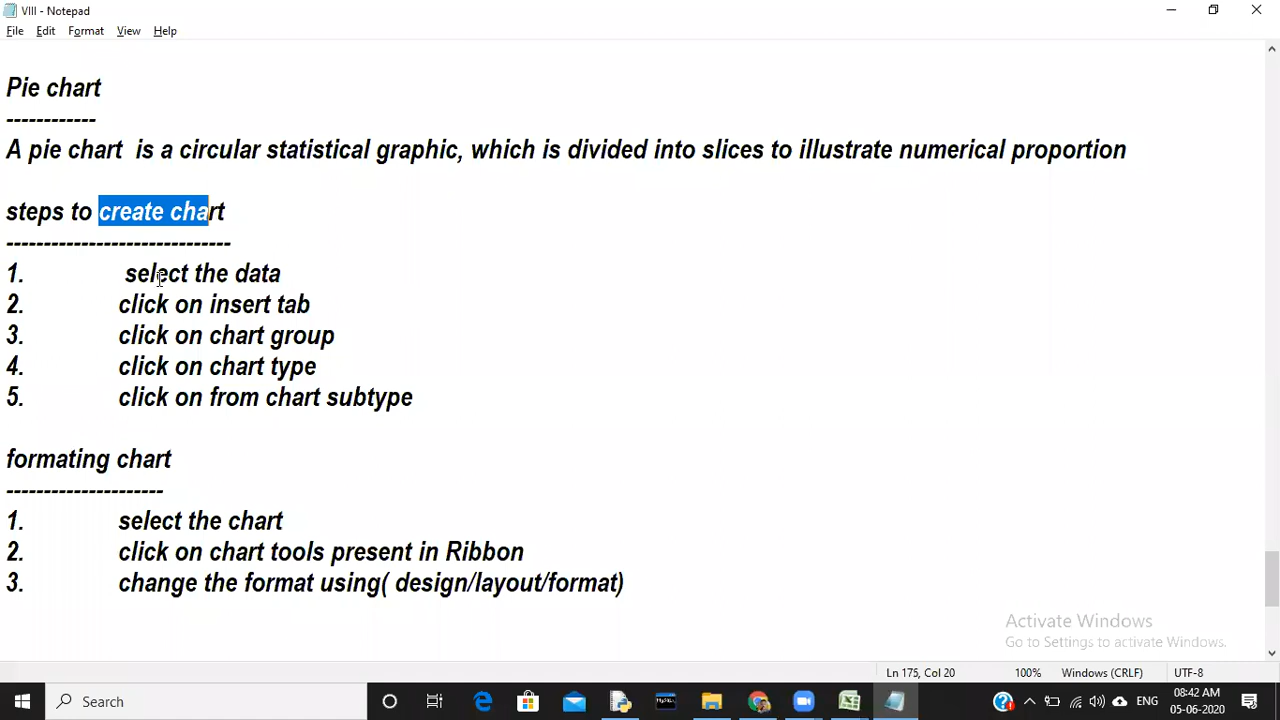 VIII - Notepad
File Edit Format View Help
Pie chart
------------
A pie chart  is a circular statistical graphic, which is divided into slices to illustrate numerical proportion
steps to create chart
------------------------------
1. select the data
2. click on insert tab
3. click on chart group
4. click on chart type
5. click on from chart subtype
formating chart
---------------------
1. select the chart
2. click on chart tools present in Ribbon
3. change the format using( design/layout/format)
Activate Windows
Go to Settings to activate Windows.
Ln 175, Col 20 100% Windows (CRLF) UTF-8
Search
ENG
08:42 AM
05-06-2020